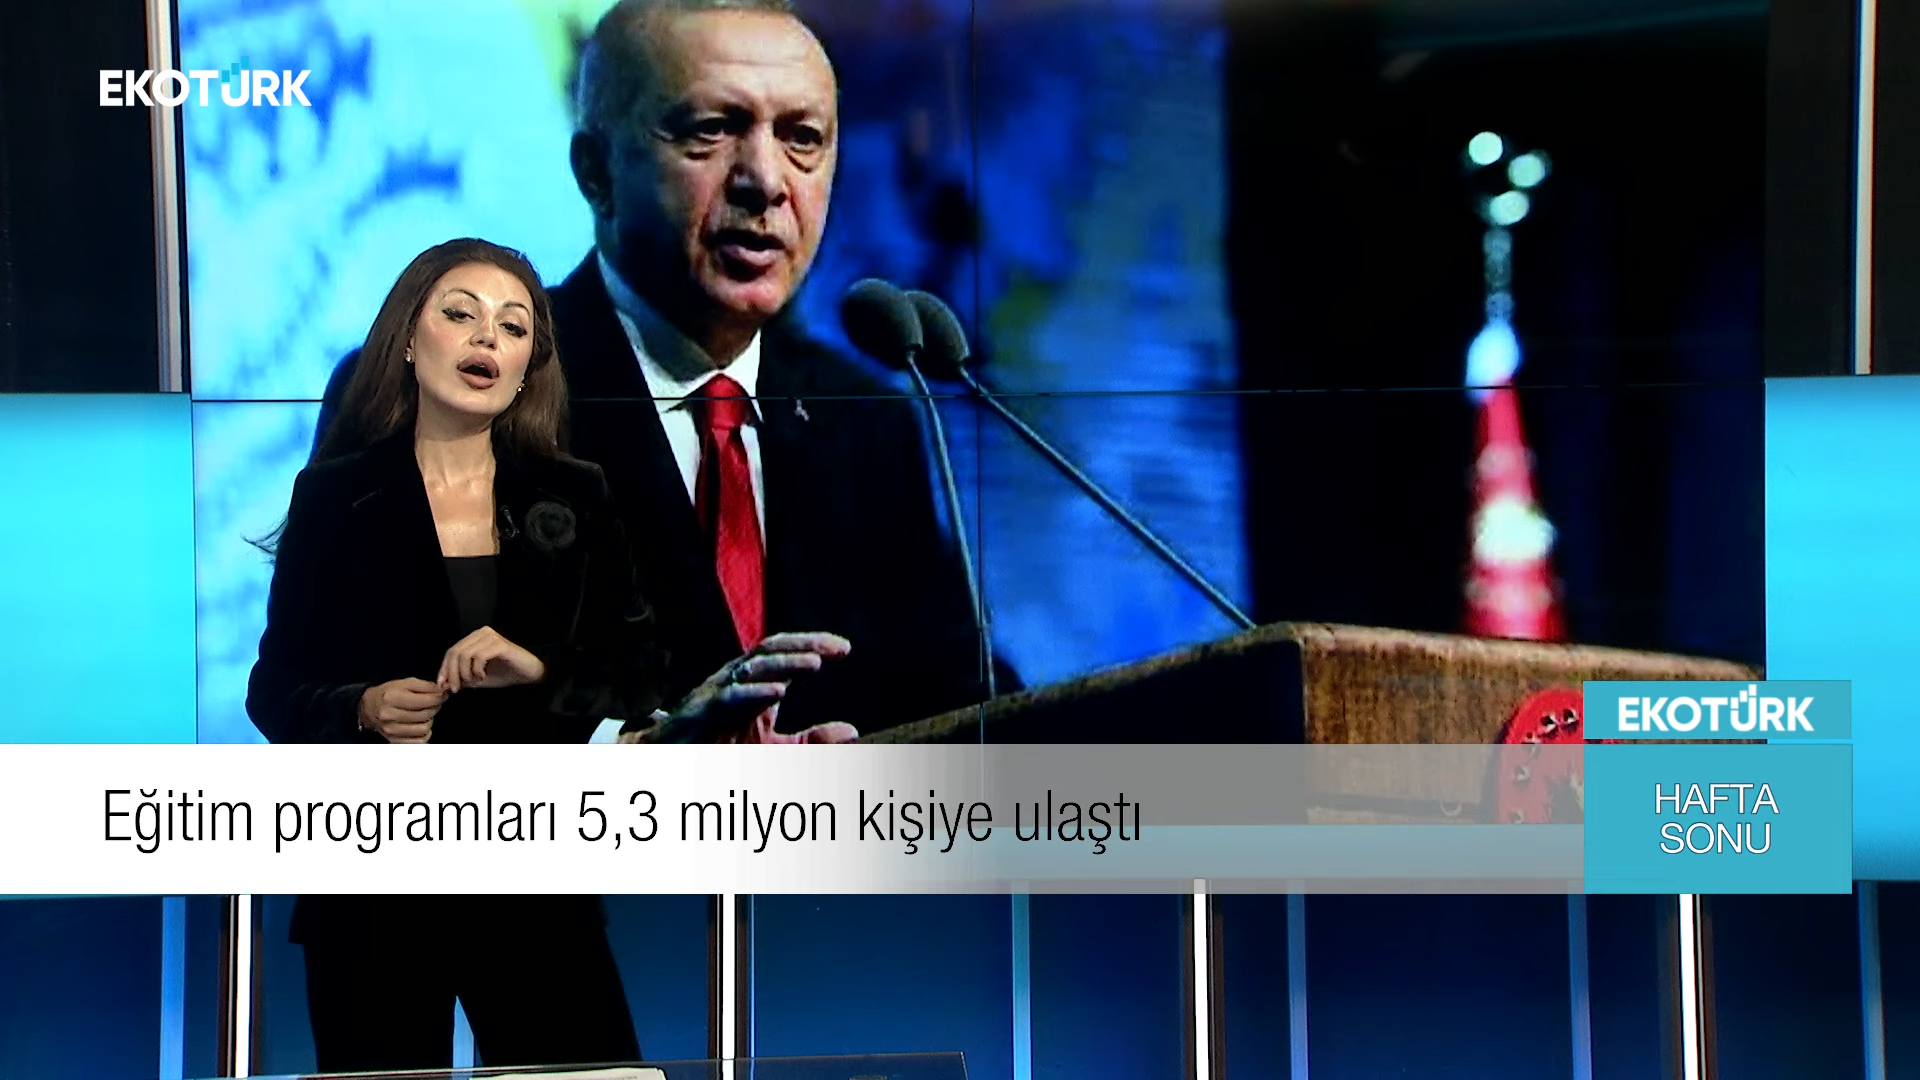 EKOTÜRK
EKOTÜRK
Eğitim programları 5,3 milyon kişiye ulaştı
HAFTA
SONU